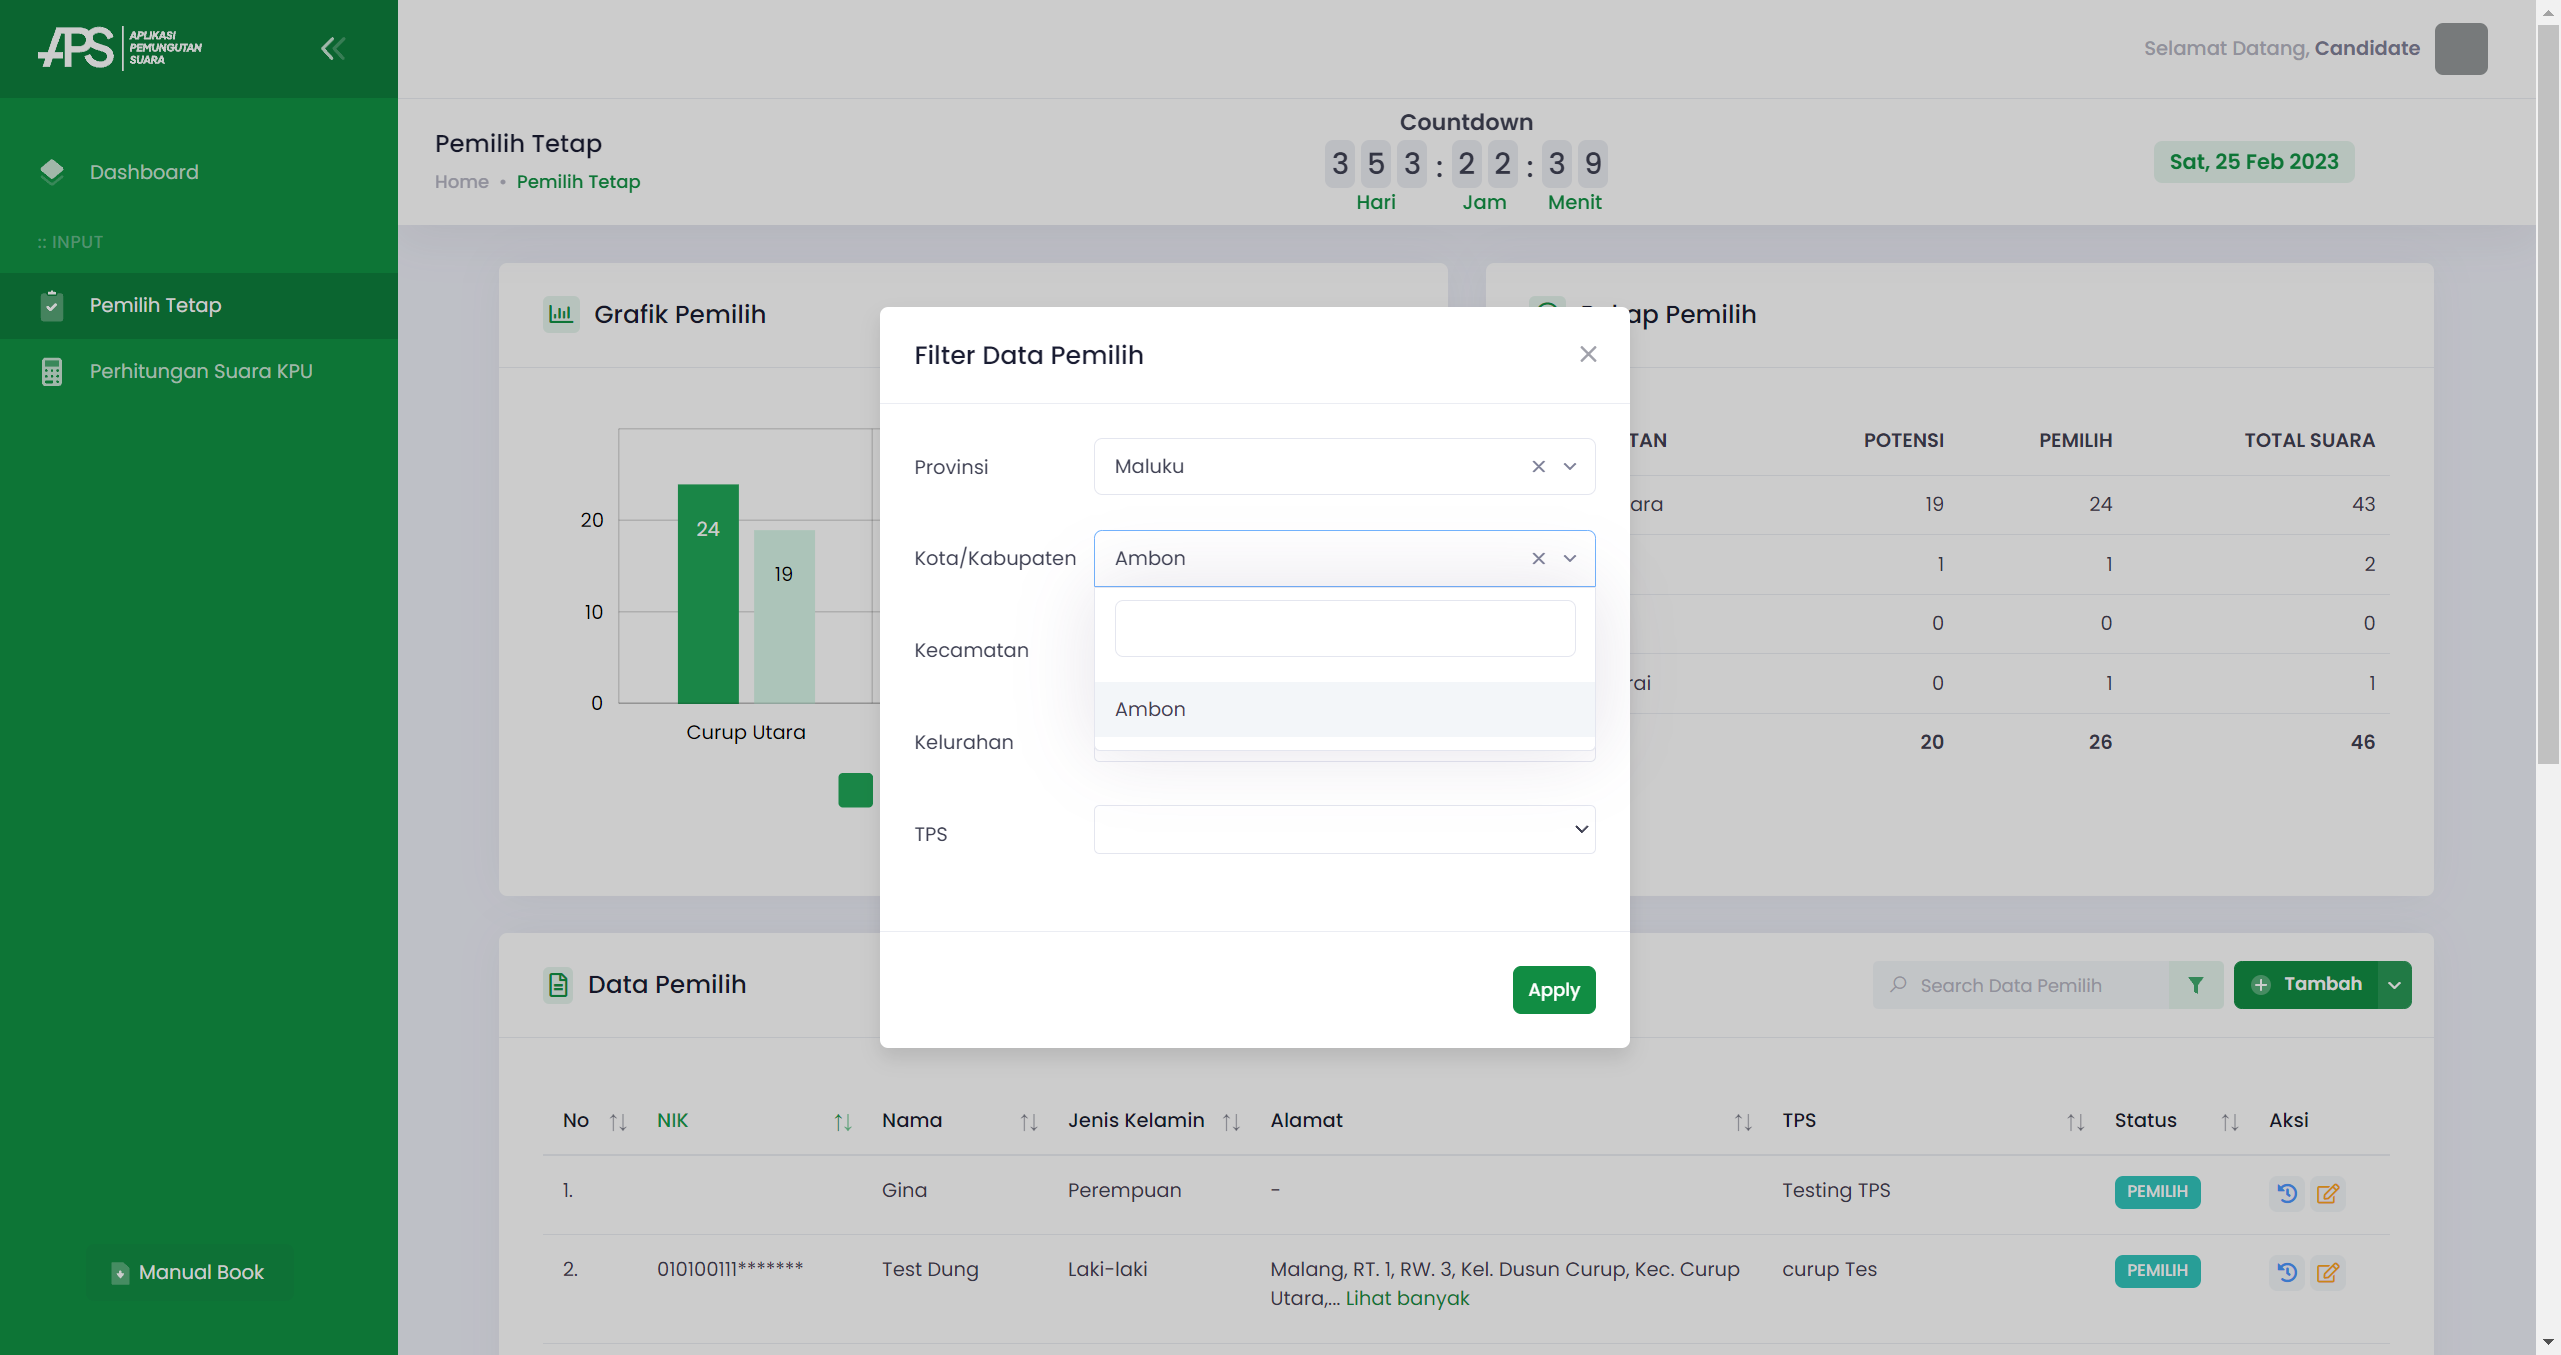 APS APLIKASI
PEMUNGUTAN
SUARA
Selamat Datang, Candidate
Dashboard
:: INPUT
Pemilih Tetap
Perhitungan Suara KPU
Manual Book
Pemilih Tetap
Home • Pemilih Tetap
Countdown
3 5 3 : 2 2 : 3 9
Hari Jam Menit
Sat, 25 Feb 2023
Grafik Pemilih
20
10
0
24
19
Curup Utara
ap Pemilih
TAN POTENSI PEMILIH TOTAL SUARA
ara 19 24 43
1 1 2
0 0 0
rai 0 1 1
20 26 46
Filter Data Pemilih
Provinsi Maluku
Kota/Kabupaten Ambon
Ambon
Kecamatan
Kelurahan
TPS
Apply
Data Pemilih
Search Data Pemilih
Tambah
No NIK Nama Jenis Kelamin Alamat TPS Status Aksi
1. Gina Perempuan - Testing TPS PEMILIH
2. 010100111******* Test Dung Laki-laki Malang, RT. 1, RW. 3, Kel. Dusun Curup, Kec. Curup curup Tes PEMILIH
Utara,... Lihat banyak